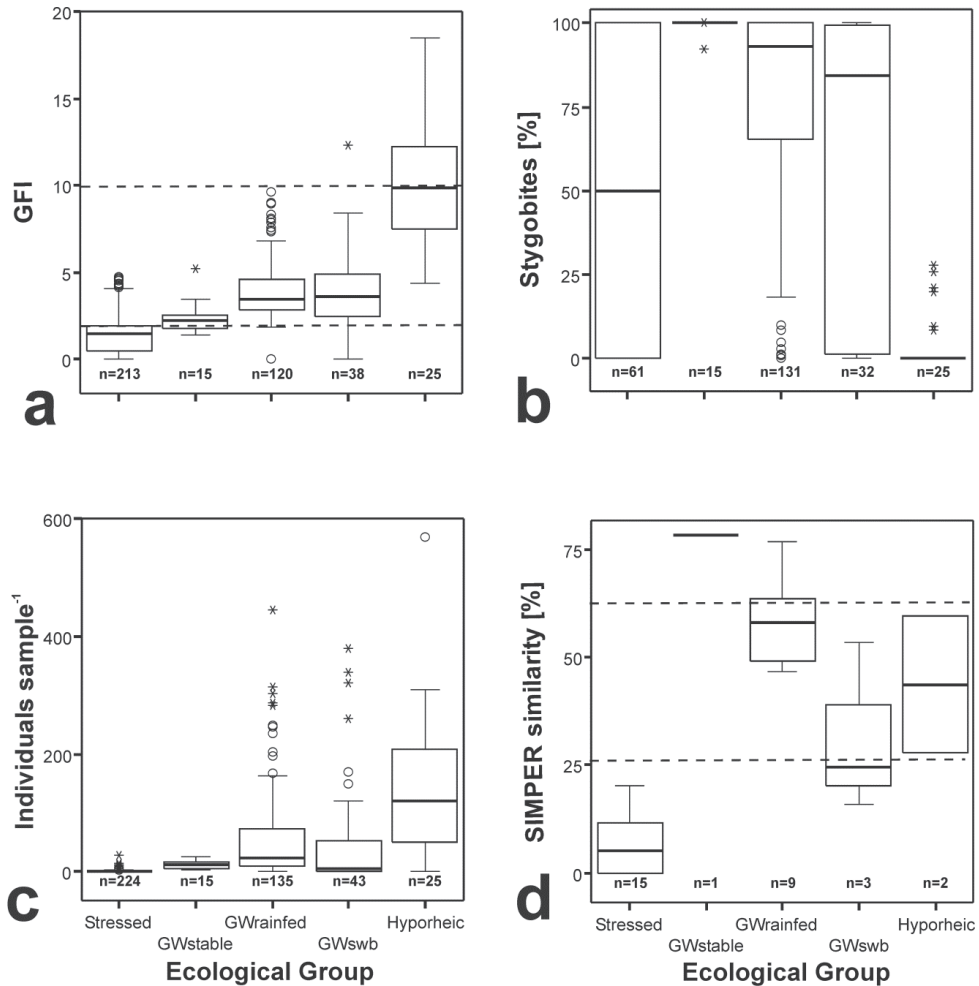 a
GFI
20
15
10
5
0
n=213 n=15 n=120 n=38 n=25
b
Stygobites [%]
100
75
50
25
0
n=61 n=15 n=131 n=32 n=25
c
Individuals sample⁻¹
600
400
200
0
n=224 n=15 n=135 n=43 n=25
Stressed GWstable GWrainfed GWswb Hyporheic
Ecological Group
d
SIMPER similarity [%]
75
50
25
0
n=15 n=1 n=9 n=3 n=2
Stressed GWstable GWrainfed GWswb Hyporheic
Ecological Group